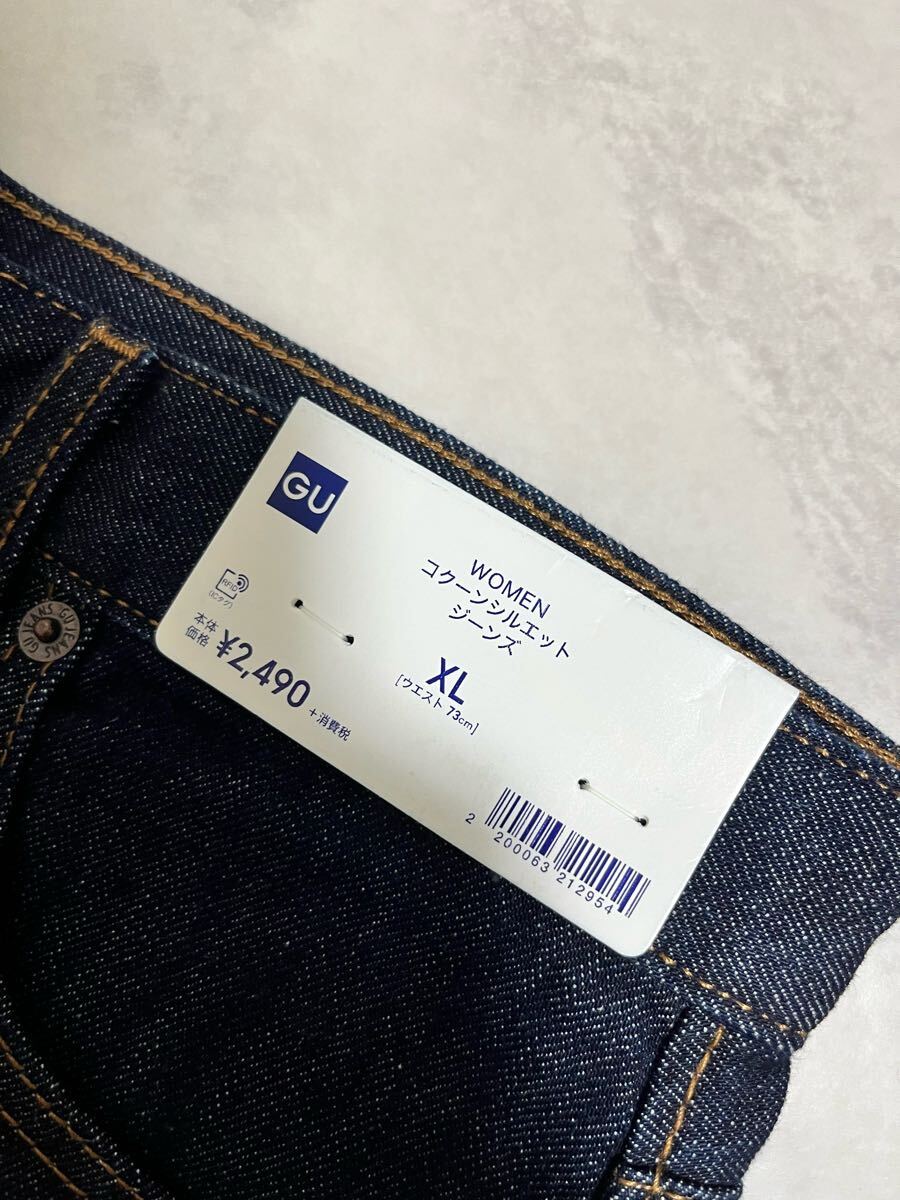 GU
WOMEN
コクーンシルエット
ジーンズ
XL
[ウエスト 73cm]
RFID
(ICタグ)
本体
価格
¥2,490
+消費税
2 200063 212954
GU JEANS GU JEANS